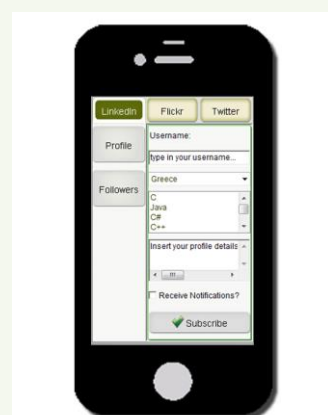 LinkedIn Flickr Twitter
Profile
Followers
Username:
type in your username...
Greece
C
Java
C#
C++
Insert your profile details
Receive Notifications?
Subscribe